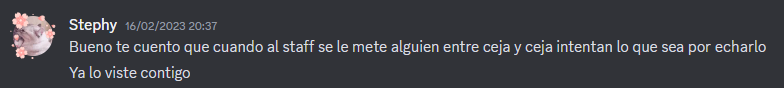 Stephy 16/02/2023 20:37
Bueno te cuento que cuando al staff se le mete alguien entre ceja y ceja intentan lo que sea por echarlo
Ya lo viste contigo